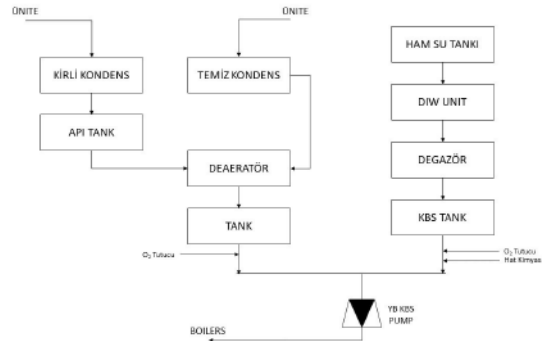 ÜNİTE
ÜNİTE
KİRLİ KONDENS
TEMİZ KONDENS
HAM SU TANKI
API TANK
DIW UNIT
DEAERATÖR
DEGAZÖR
TANK
KBS TANK
O₂ Tutucu
O₂ Tutucu
Hat Kimyas
YB KBS
PUMP
BOILERS